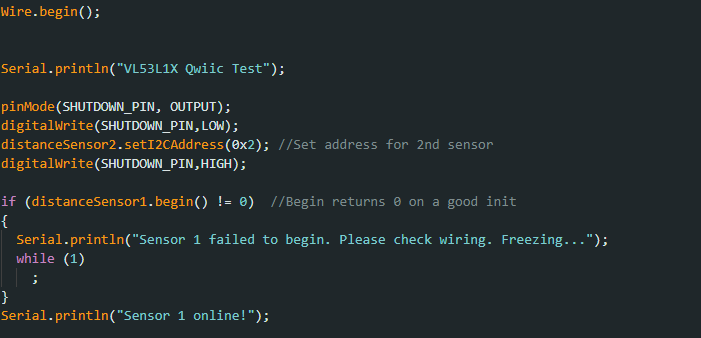 Wire.begin();
Serial.println("VL53L1X Qwiic Test");
pinMode(SHUTDOWN_PIN, OUTPUT);
digitalWrite(SHUTDOWN_PIN,LOW);
distanceSensor2.setI2CAddress(0x2); //Set address for 2nd sensor
digitalWrite(SHUTDOWN_PIN,HIGH);
if (distanceSensor1.begin() != 0)  //Begin returns 0 on a good init
{
  Serial.println("Sensor 1 failed to begin. Please check wiring. Freezing...");
  while (1)
    ;
}
Serial.println("Sensor 1 online!");